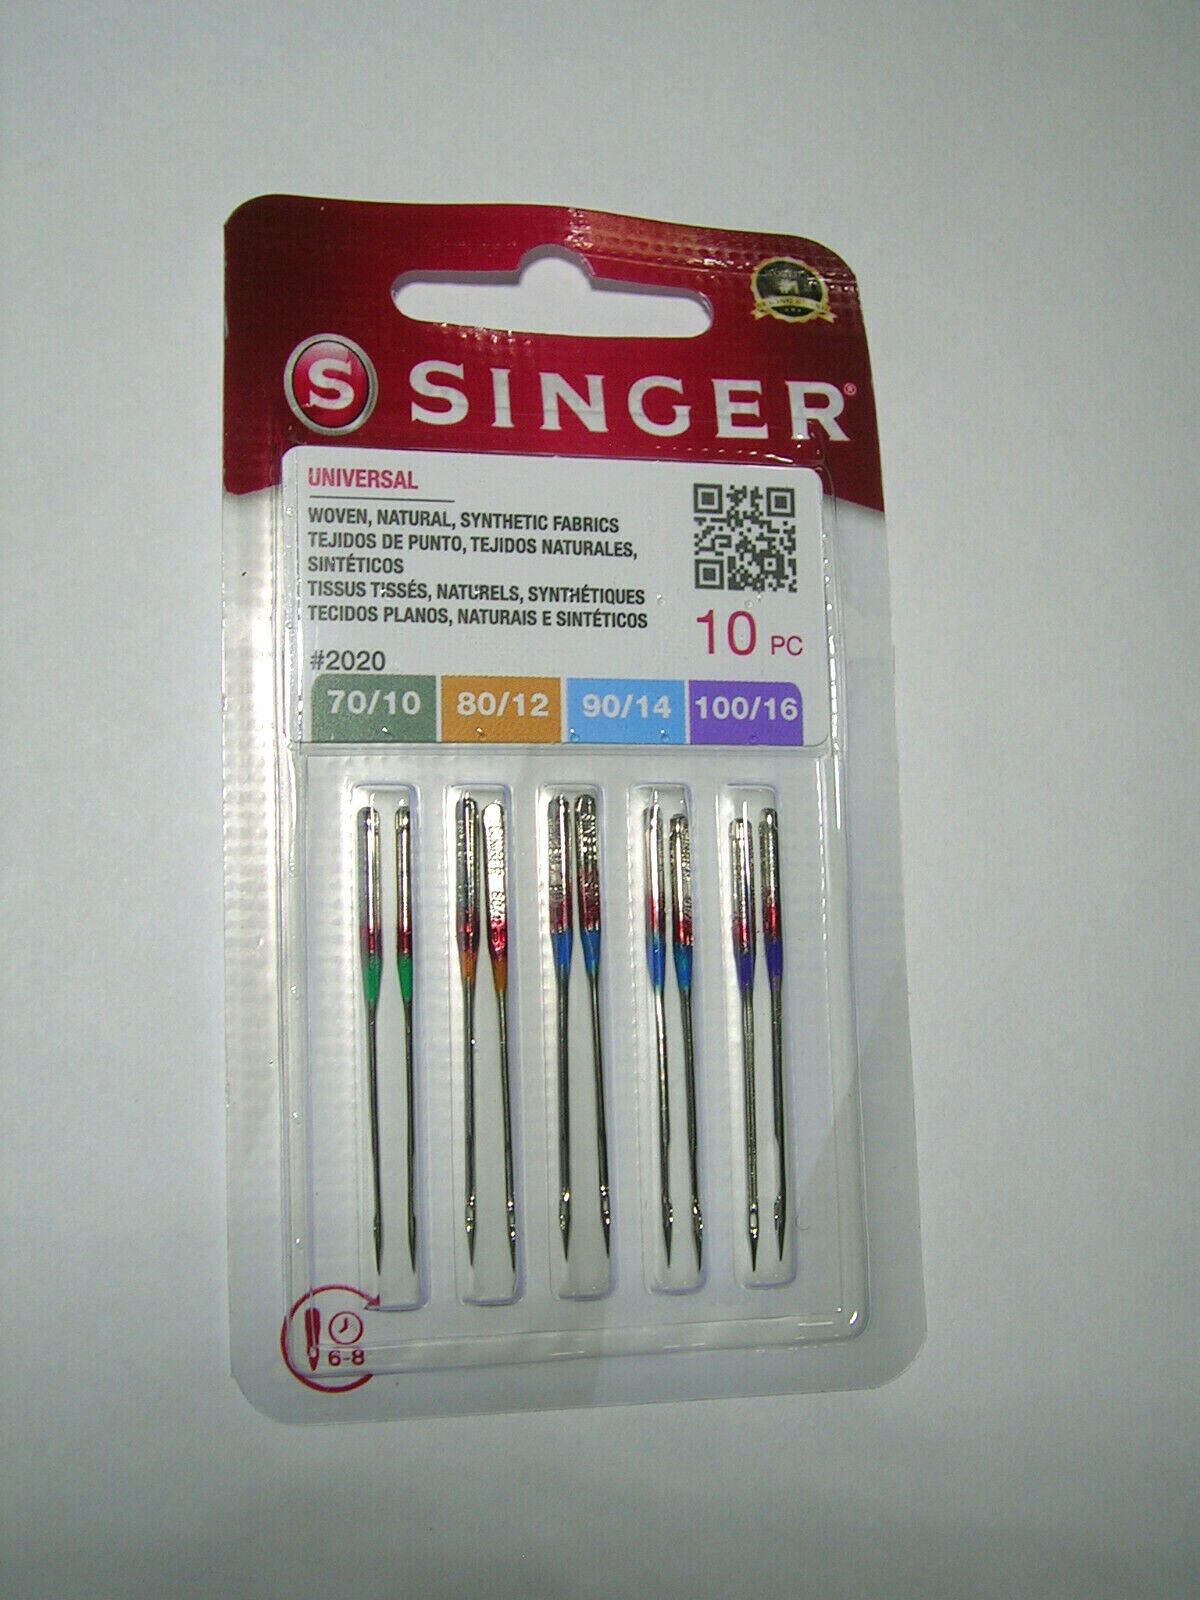 #1
S SINGER®
UNIVERSAL
WOVEN, NATURAL, SYNTHETIC FABRICS
TEJIDOS DE PUNTO, TEJIDOS NATURALES,
SINTÉTICOS
TISSUS TISSÉS, NATURELS, SYNTHÉTIQUES
TECIDOS PLANOS, NATURAIS E SINTÉTICOS
10 PC
#2020
70/10 80/12 90/14 100/16
6-8